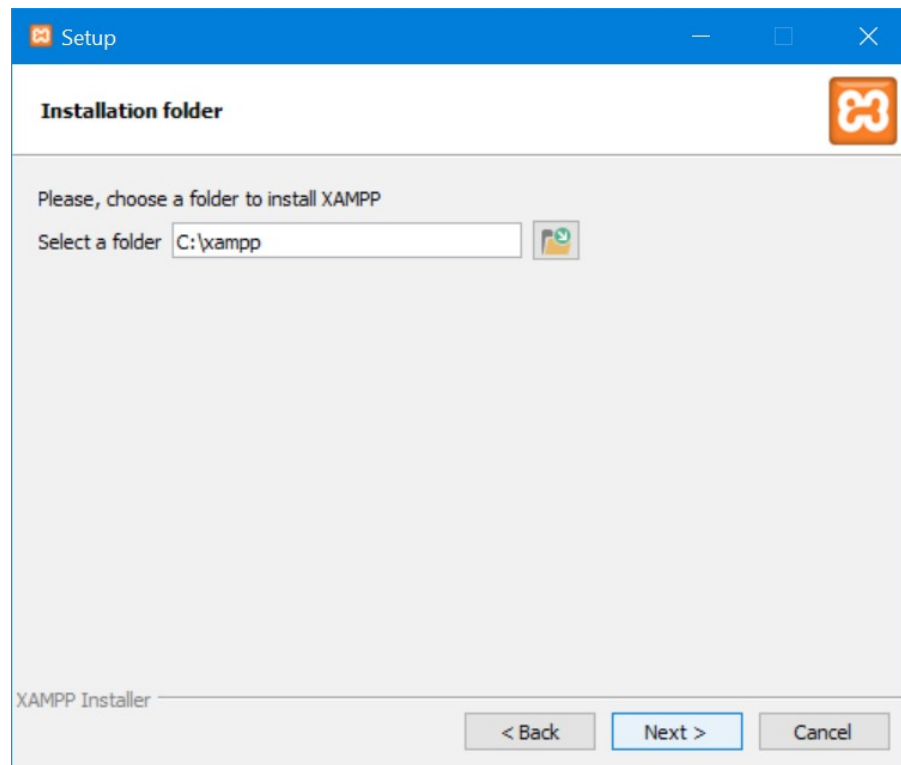 Setup
Installation folder
Please, choose a folder to install XAMPP
Select a folder C:\xampp
XAMPP Installer
< Back Next > Cancel